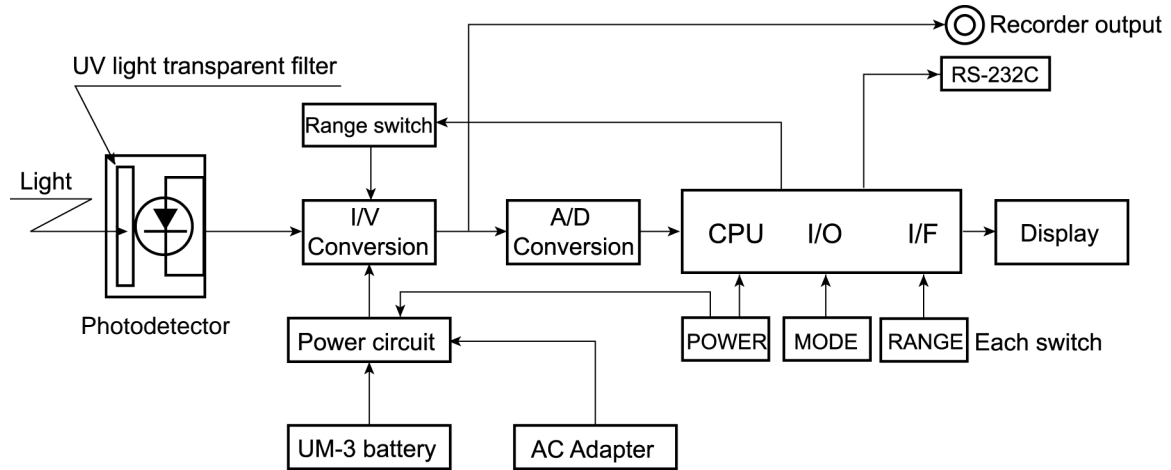 Recorder output
UV light transparent filter
RS-232C
Range switch
Light
I/V
Conversion
A/D
Conversion
CPU I/O I/F
Display
Photodetector
Power circuit
POWER
MODE
RANGE
Each switch
UM-3 battery
AC Adapter